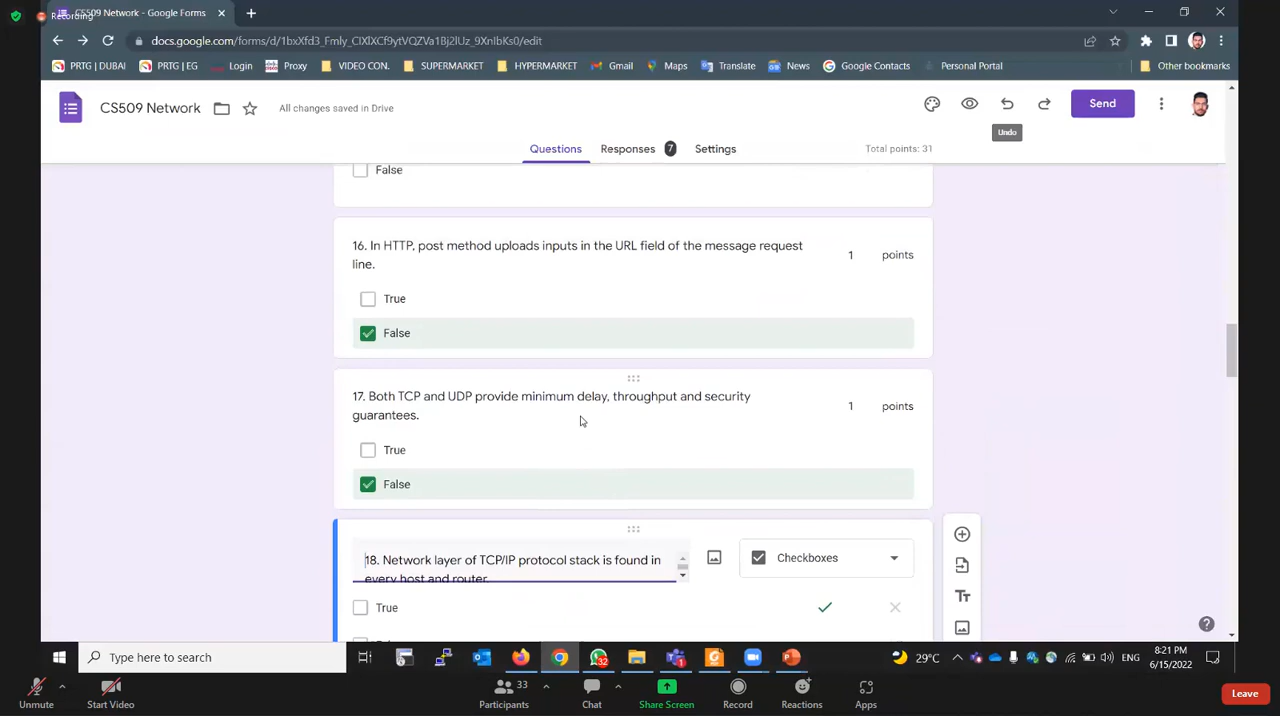 Recording
CS509 Network - Google Forms
docs.google.com/forms/d/1bxXfd3_Fmly_ClXlXCf9ytVQZVa1Bj2lUz_9XnIbKs0/edit
PRTG | DUBAI
PRTG | EG
Login
Proxy
VIDEO CON.
SUPERMARKET
HYPERMARKET
Gmail
Maps
Translate
News
Google Contacts
Personal Portal
Other bookmarks
CS509 Network
All changes saved in Drive
Send
Undo
Questions
Responses 7
Settings
Total points: 31
False
16. In HTTP, post method uploads inputs in the URL field of the message request
line.
1 points
True
False
17. Both TCP and UDP provide minimum delay, throughput and security
guarantees.
1 points
True
False
18. Network layer of TCP/IP protocol stack is found in
every host and router.
Checkboxes
True
Type here to search
32
1
29°C
ENG
8:21 PM
6/15/2022
Unmute
Start Video
33
Participants
Chat
Share Screen
Record
Reactions
Apps
Leave